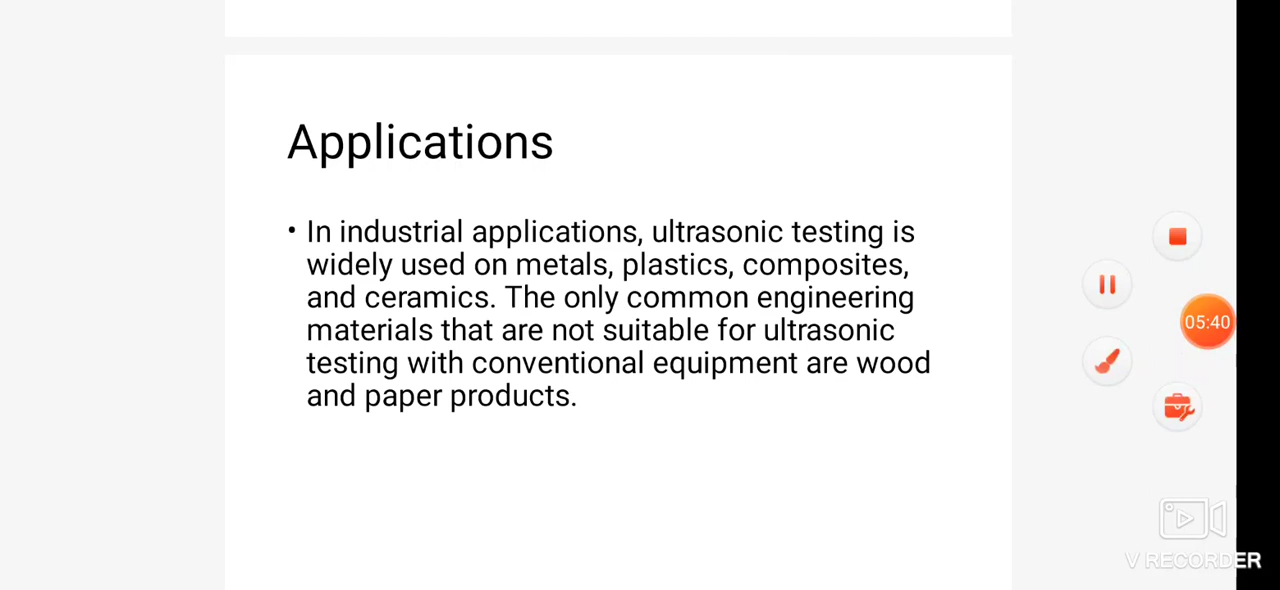 Applications
• In industrial applications, ultrasonic testing is
widely used on metals, plastics, composites,
and ceramics. The only common engineering
materials that are not suitable for ultrasonic
testing with conventional equipment are wood
and paper products.
05:40
V RECORDER